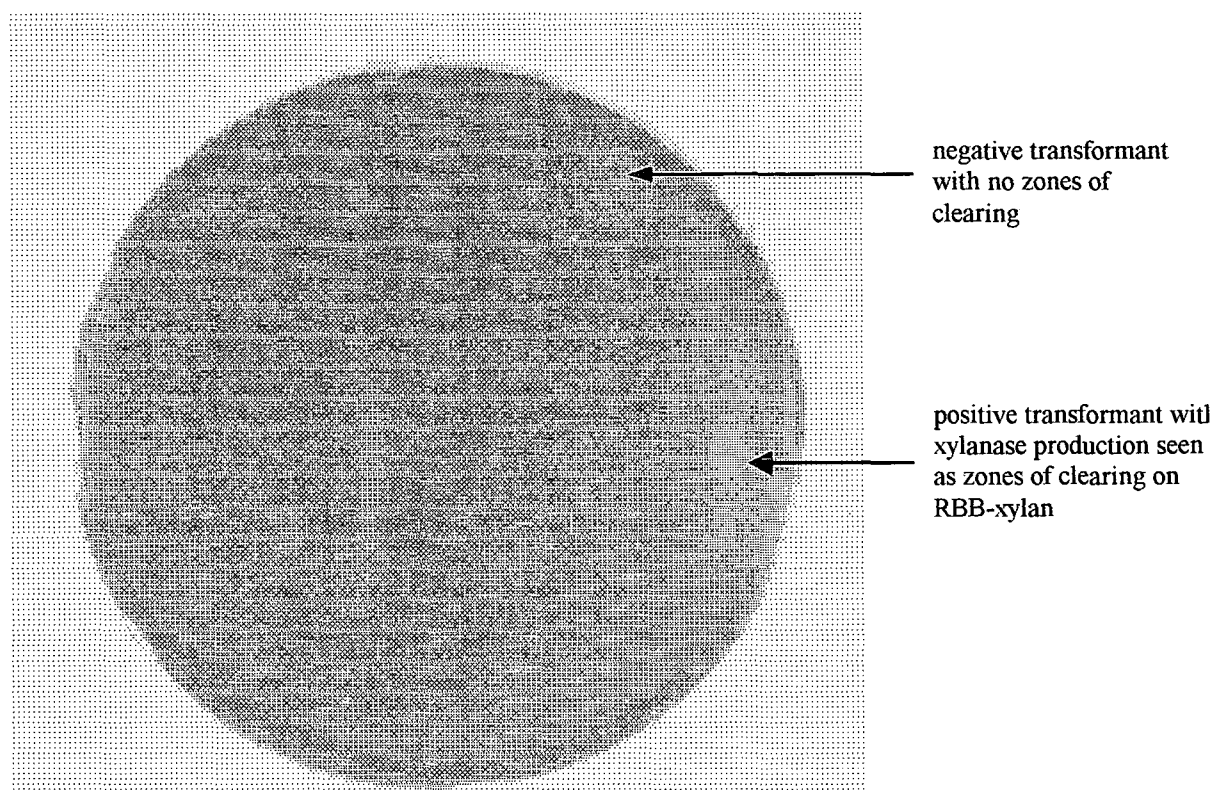 negative transformant
with no zones of
clearing
positive transformant with
xylanase production seen
as zones of clearing on
RBB-xylan